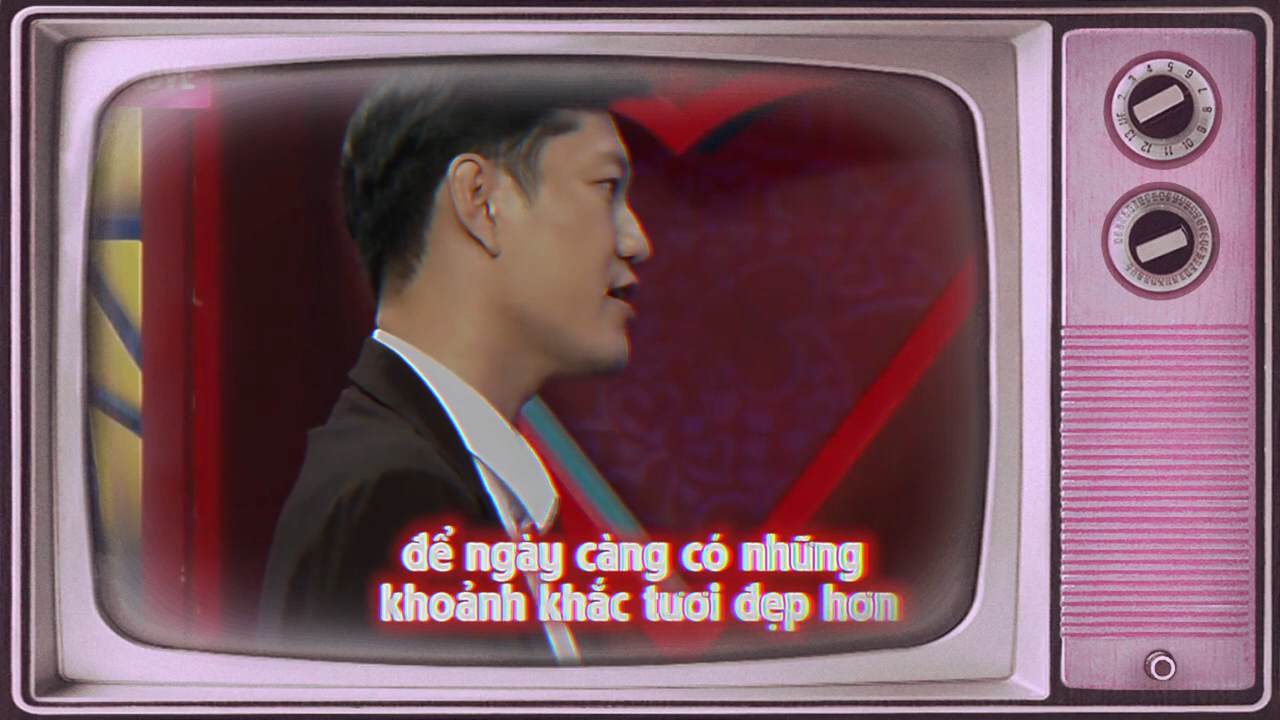 để ngày càng có những
khoảnh khắc tươi đẹp hơn